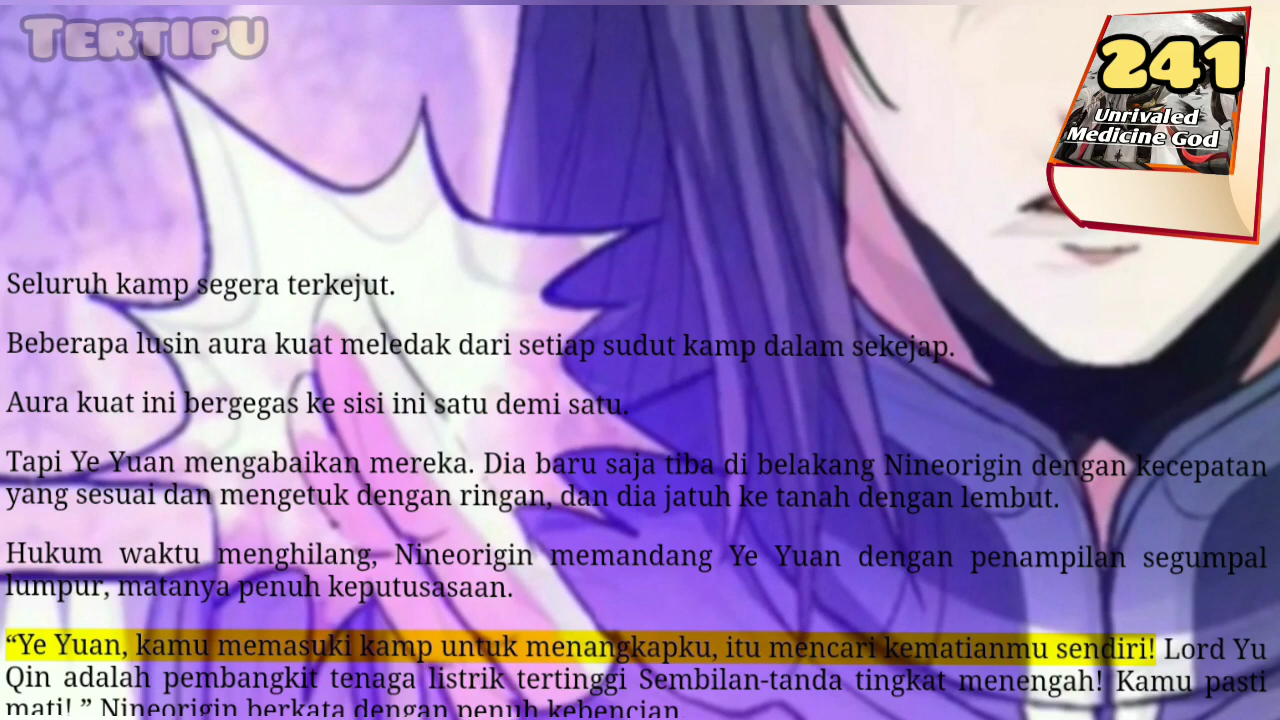 TERTIPU
241
Unrivaled
Medicine God
Seluruh kamp segera terkejut.
Beberapa lusin aura kuat meledak dari setiap sudut kamp dalam sekejap.
Aura kuat ini bergegas ke sisi ini satu demi satu.
Tapi Ye Yuan mengabaikan mereka. Dia baru saja tiba di belakang Nineorigin dengan kecepatan
yang sesuai dan mengetuk dengan ringan, dan dia jatuh ke tanah dengan lembut.
Hukum waktu menghilang, Nineorigin memandang Ye Yuan dengan penampilan segumpal
lumpur, matanya penuh keputusasaan.
“Ye Yuan, kamu memasuki kamp untuk menangkapku, itu mencari kematianmu sendiri! Lord Yu
Qin adalah pembangkit tenaga listrik tertinggi Sembilan-tanda tingkat menengah! Kamu pasti
mati! ” Nineorigin berkata dengan penuh kebencian.